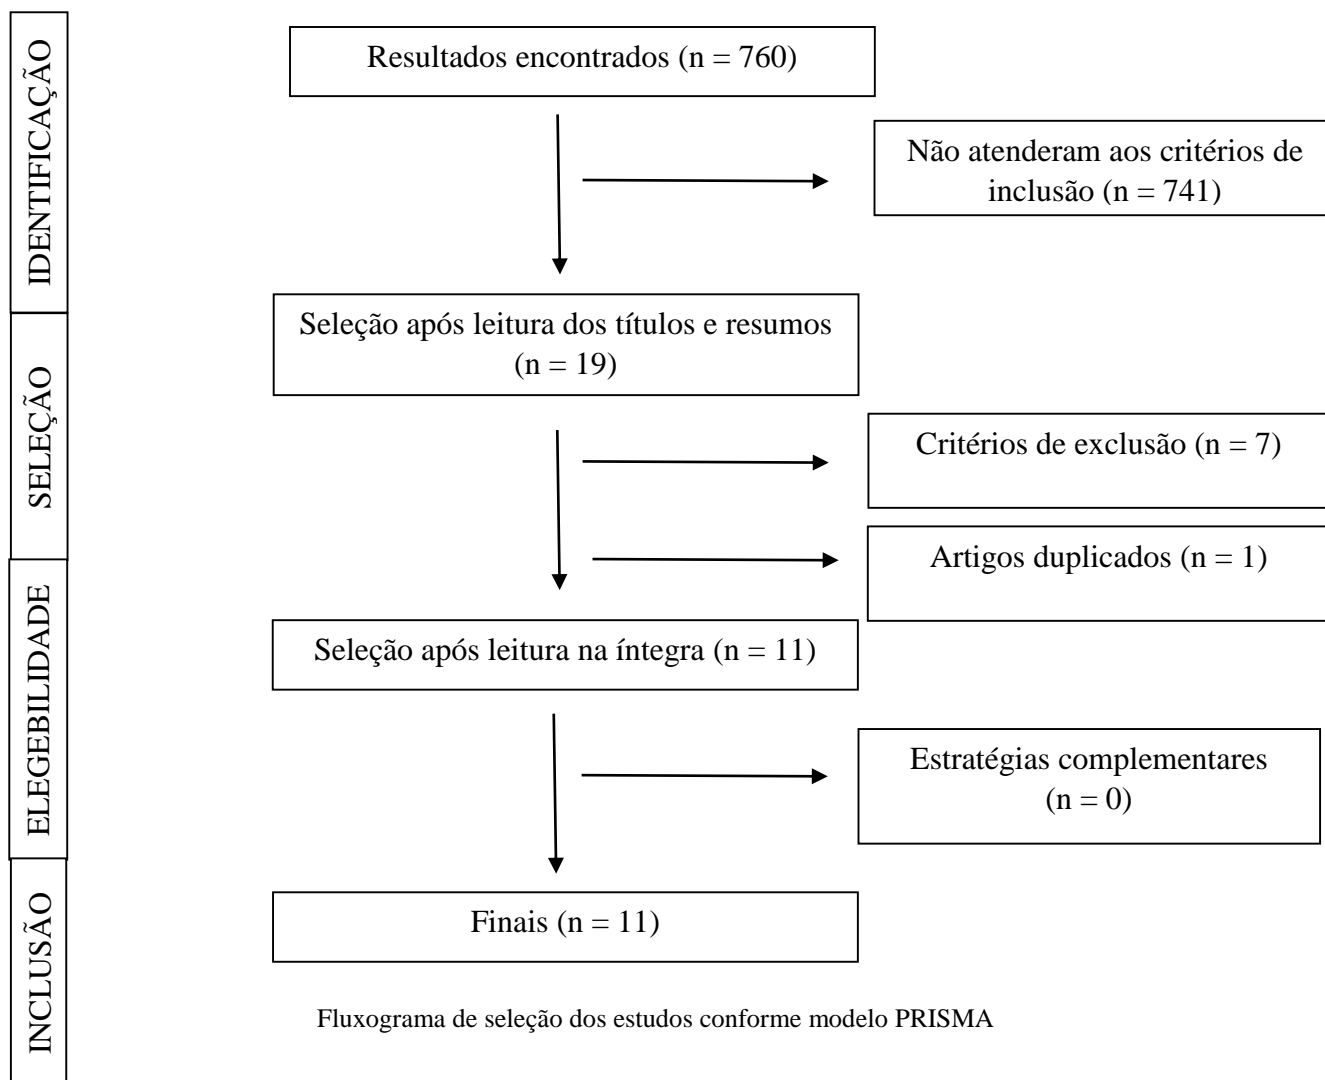 IDENTIFICAÇÃO
Resultados encontrados (n = 760)
Não atenderam aos critérios de
inclusão (n = 741)
SELEÇÃO
Seleção após leitura dos títulos e resumos
(n = 19)
Critérios de exclusão (n = 7)
Artigos duplicados (n = 1)
ELEGEBILIDADE
Seleção após leitura na íntegra (n = 11)
Estratégias complementares
(n = 0)
INCLUSÃO
Finais (n = 11)
Fluxograma de seleção dos estudos conforme modelo PRISMA